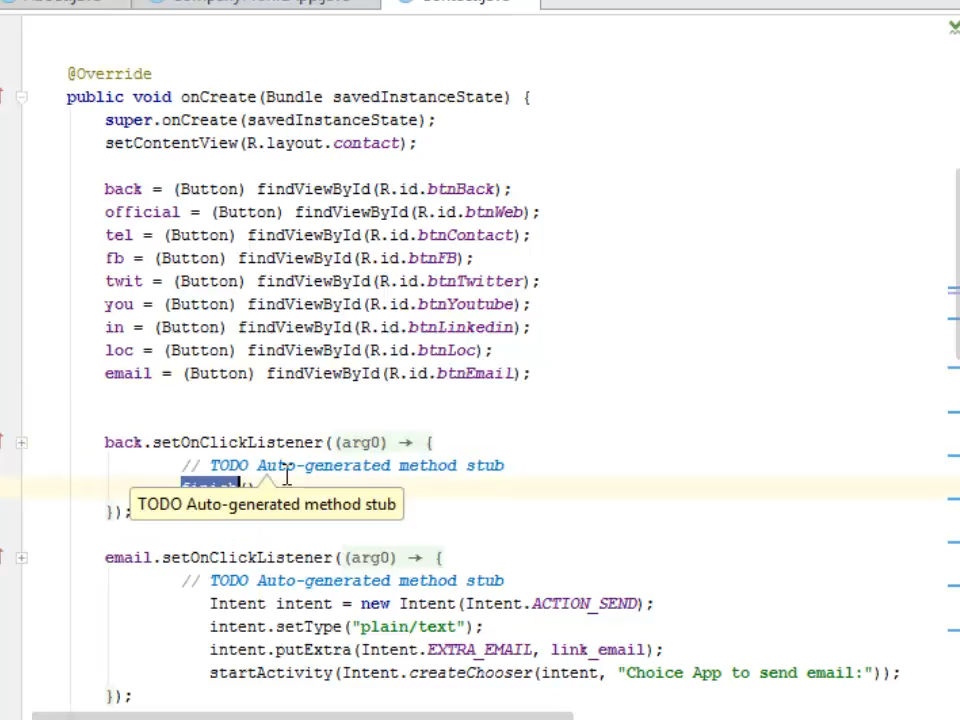 @Override
public void onCreate(Bundle savedInstanceState) {
super.onCreate(savedInstanceState);
setContentView(R.layout.contact);
back = (Button) findViewById(R.id.btnBack);
official = (Button) findViewById(R.id.btnWeb);
tel = (Button) findViewById(R.id.btnContact);
fb = (Button) findViewById(R.id.btnFB);
twit = (Button) findViewById(R.id.btnTwitter);
you = (Button) findViewById(R.id.btnYoutube);
in = (Button) findViewById(R.id.btnLinkedin);
loc = (Button) findViewById(R.id.btnLoc);
email = (Button) findViewById(R.id.btnEmail);
back.setOnClickListener((arg0) → {
// TODO Auto-generated method stub
TODO Auto-generated method stub
});
email.setOnClickListener((arg0) → {
// TODO Auto-generated method stub
Intent intent = new Intent(Intent.ACTION_SEND);
intent.setType("plain/text");
intent.putExtra(Intent.EXTRA_EMAIL, link_email);
startActivity(Intent.createChooser(intent, "Choice App to send email:"));
});